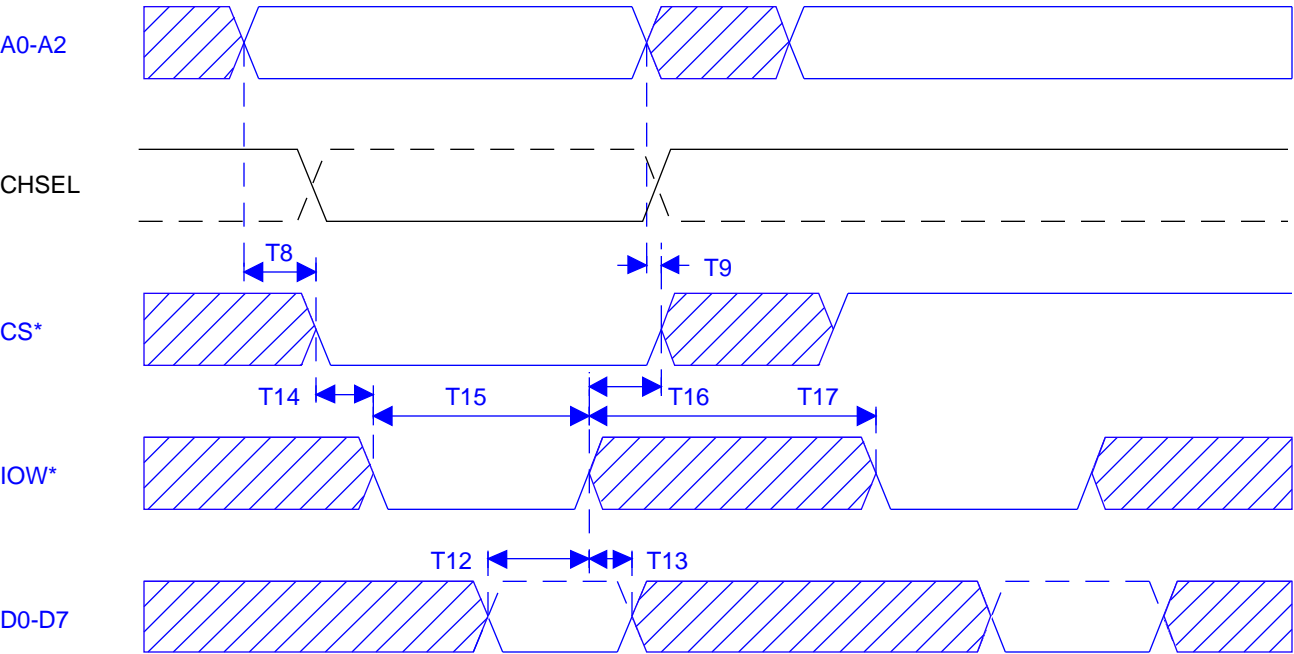 A0-A2
CHSEL
T8
T9
CS*
T14
T15
T16
T17
IOW*
T12
T13
D0-D7